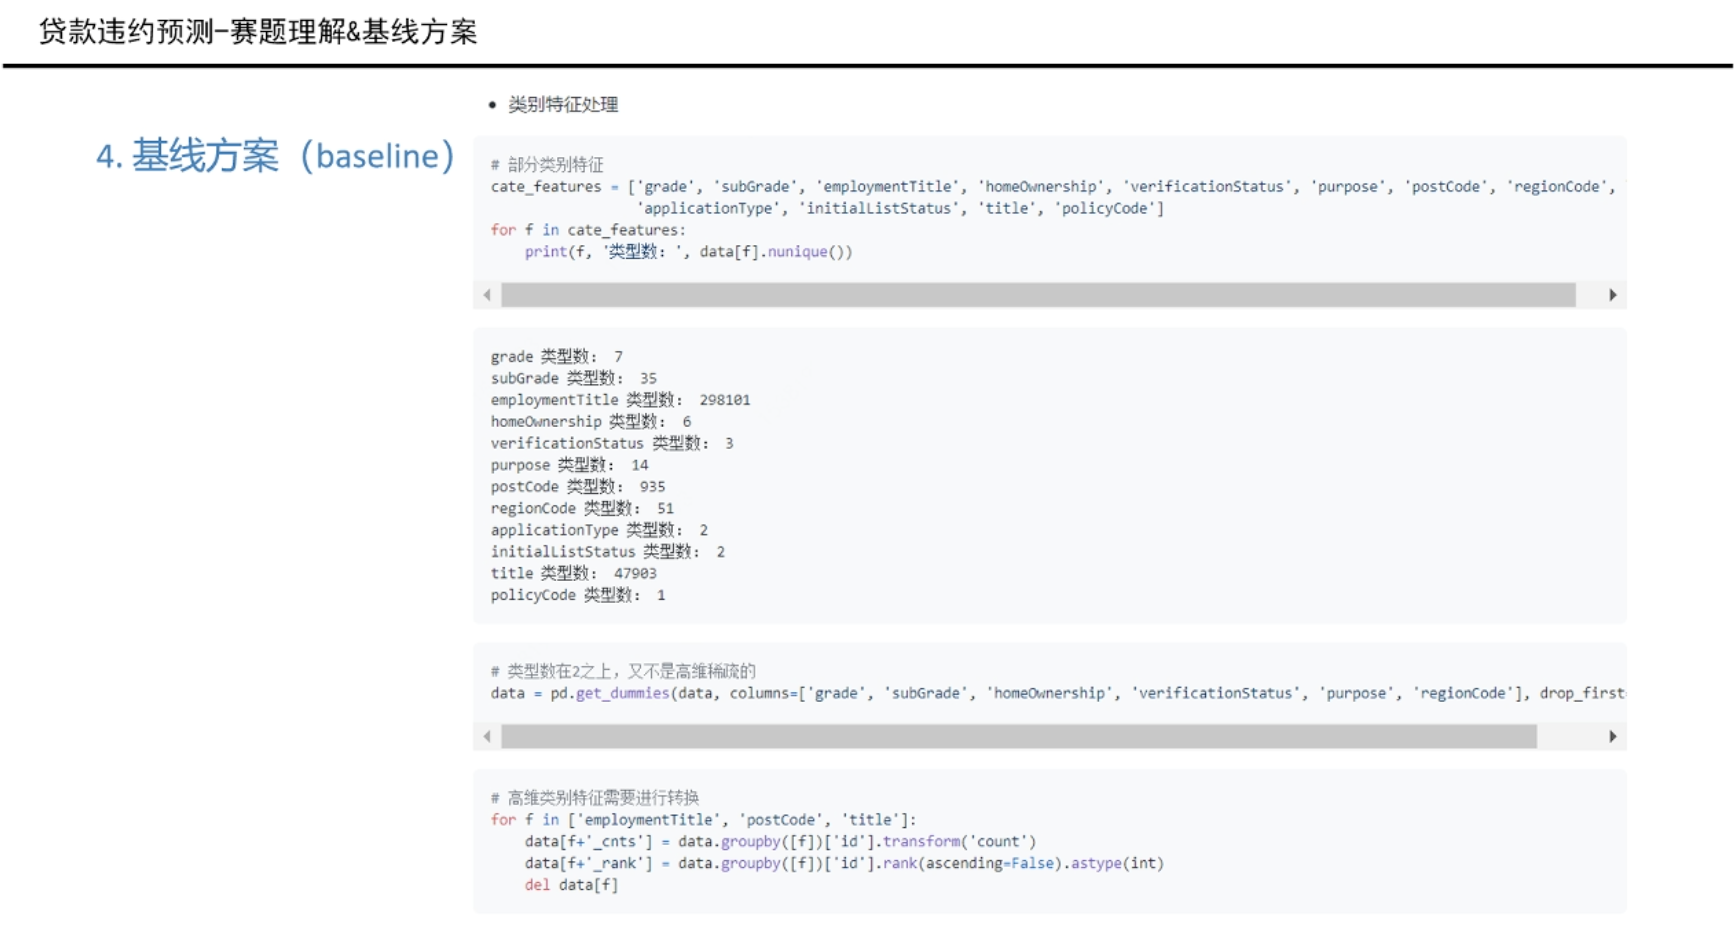 贷款违约预测-赛题理解&基线方案
• 类别特征处理
4. 基线方案（baseline）
# 部分类别特征
cate_features = ['grade', 'subGrade', 'employmentTitle', 'homeOwnership', 'verificationStatus', 'purpose', 'postCode', 'regionCode',
'applicationType', 'initialListStatus', 'title', 'policyCode']
for f in cate_features:
    print(f, '类型数：', data[f].nunique())
grade 类型数： 7
subGrade 类型数： 35
employmentTitle 类型数： 298101
homeOwnership 类型数： 6
verificationStatus 类型数： 3
purpose 类型数： 14
postCode 类型数： 935
regionCode 类型数： 51
applicationType 类型数： 2
initialListStatus 类型数： 2
title 类型数： 47903
policyCode 类型数： 1
# 类型数在2之上，又不是高维稀疏的
data = pd.get_dummies(data, columns=['grade', 'subGrade', 'homeOwnership', 'verificationStatus', 'purpose', 'regionCode'], drop_first
# 高维类别特征需要进行转换
for f in ['employmentTitle', 'postCode', 'title']:
    data[f+'_cnts'] = data.groupby([f])['id'].transform('count')
    data[f+'_rank'] = data.groupby([f])['id'].rank(ascending=False).astype(int)
    del data[f]